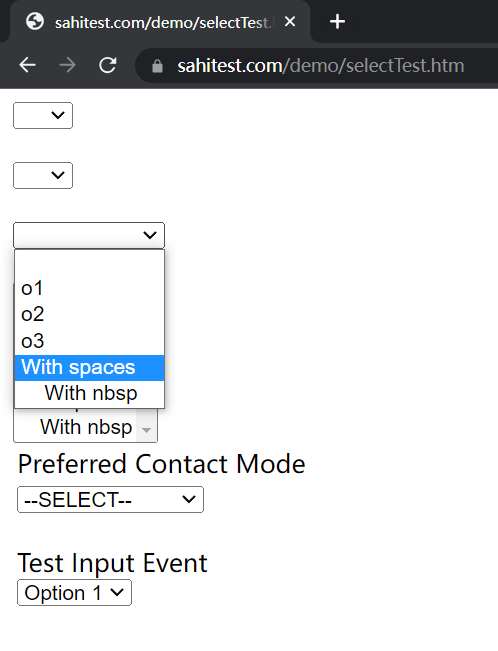 sahitest.com/demo/selectTest.
sahitest.com/demo/selectTest.htm
o1
o2
o3
With spaces
With nbsp
With nbsp
Preferred Contact Mode
--SELECT--
Test Input Event
Option 1